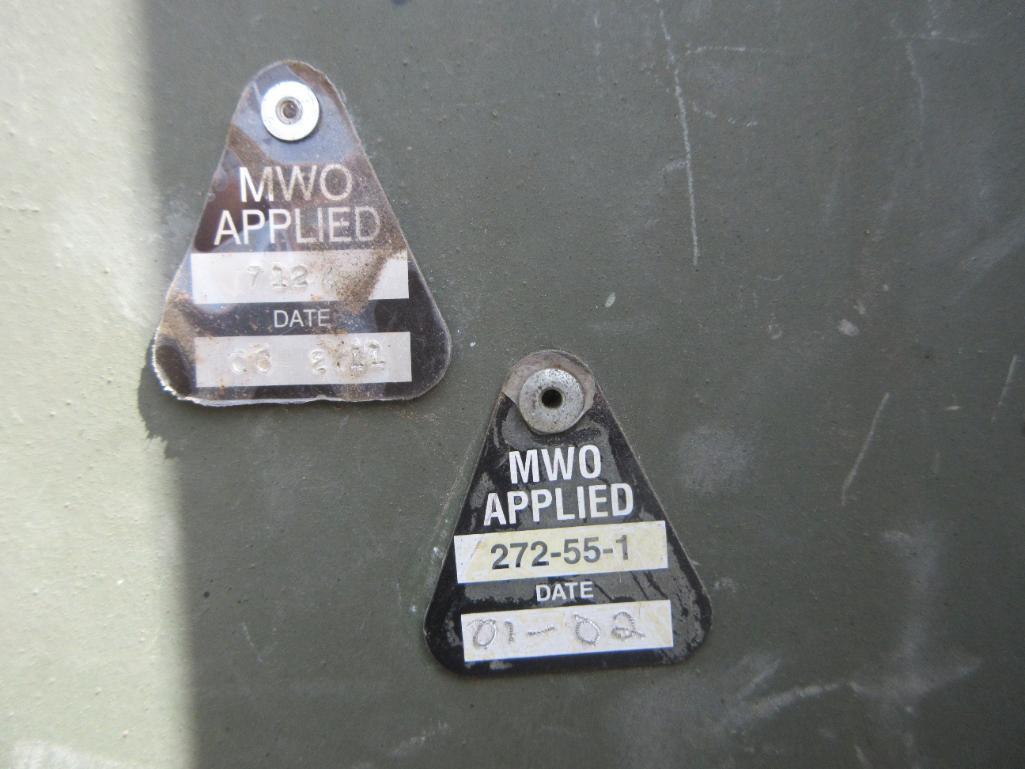 MWO
APPLIED
DATE
MWO
APPLIED
272-55-1
DATE
01-02